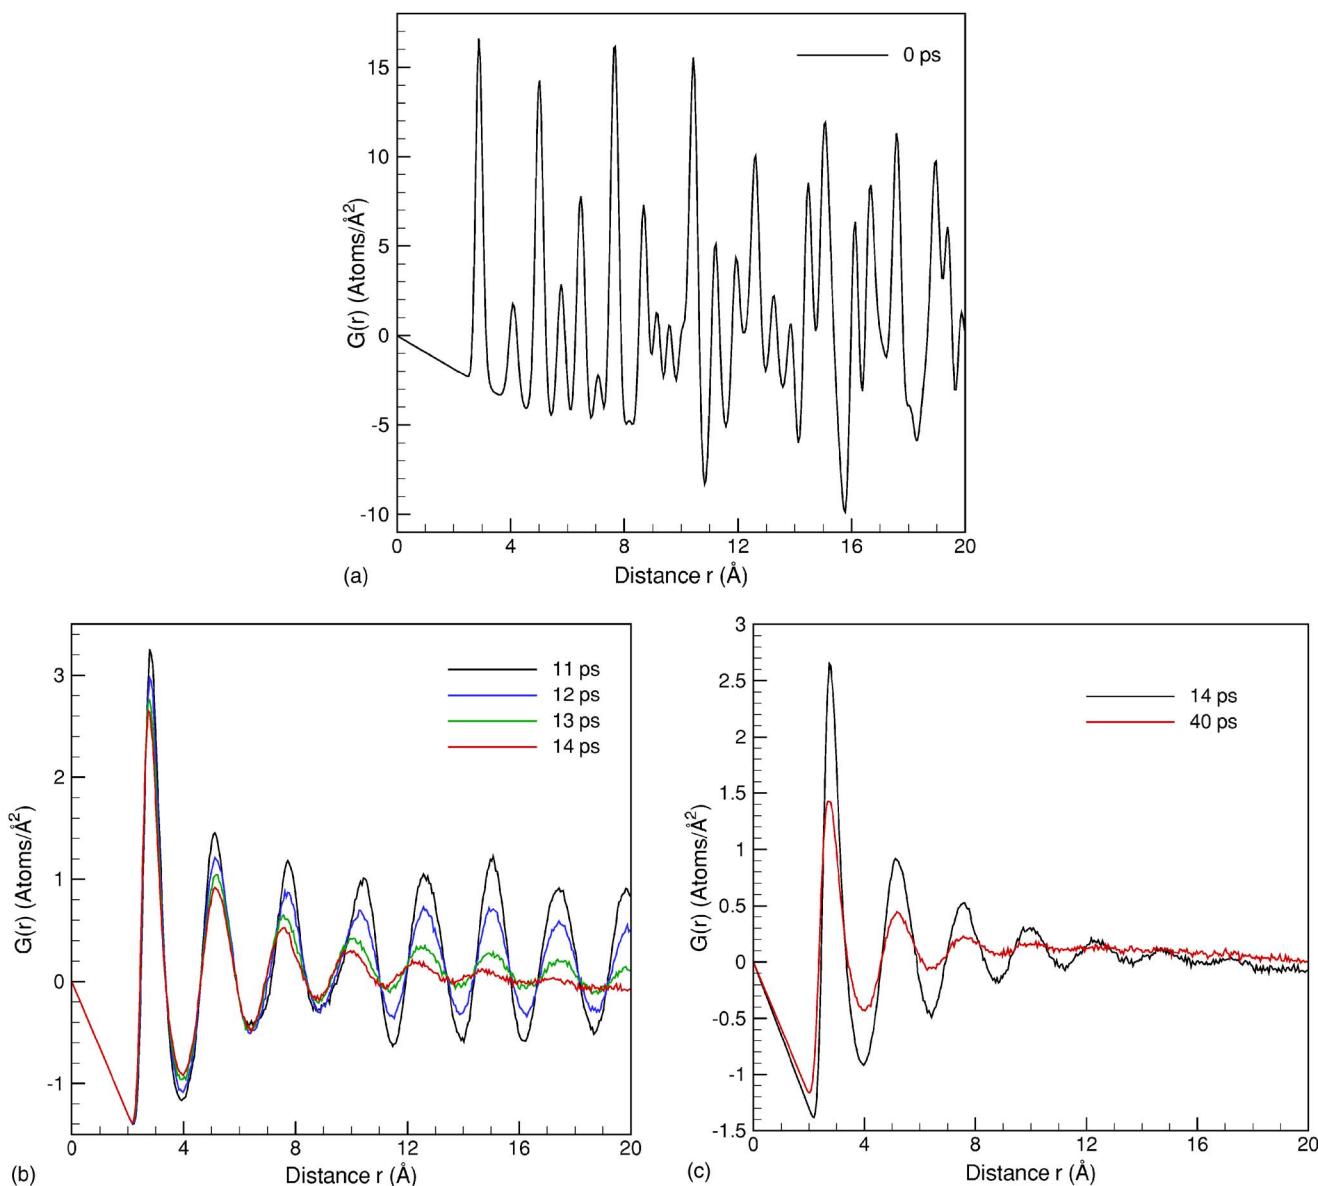 0 ps
15
10
5
0
-5
-10
G(r) (Atoms/Å²)
0 4 8 12 16 20
Distance r (Å)
(a)
11 ps
12 ps
13 ps
14 ps
3
2
1
0
-1
G(r) (Atoms/Å²)
0 4 8 12 16 20
Distance r (Å)
(b)
14 ps
40 ps
3
2.5
2
1.5
1
0.5
0
-0.5
-1
-1.5
G(r) (Atoms/Å²)
0 4 8 12 16 20
Distance r (Å)
(c)